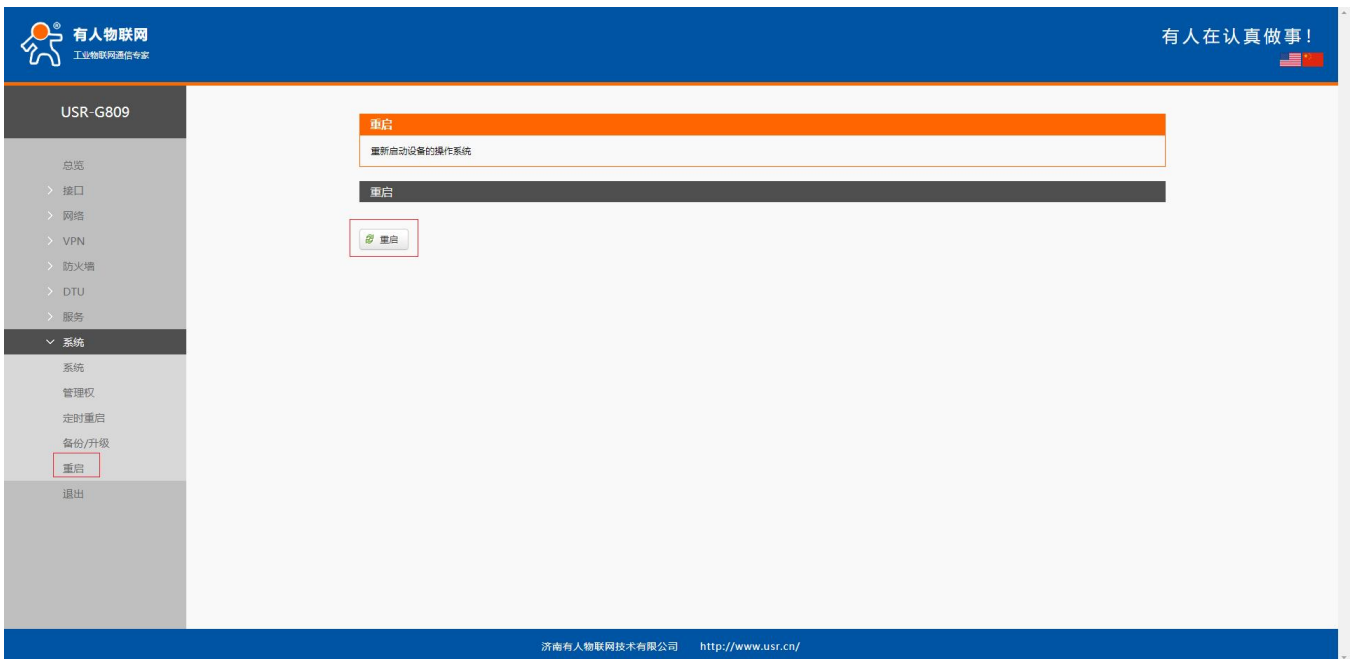 有人物联网
工业物联网通信专家
有人在认真做事！
USR-G809
总览
接口
网络
VPN
防火墙
DTU
服务
系统
系统
管理权
定时重启
备份/升级
重启
退出
重启
重新启动设备的操作系统
重启
重启
济南有人物联网技术有限公司 http://www.usr.cn/